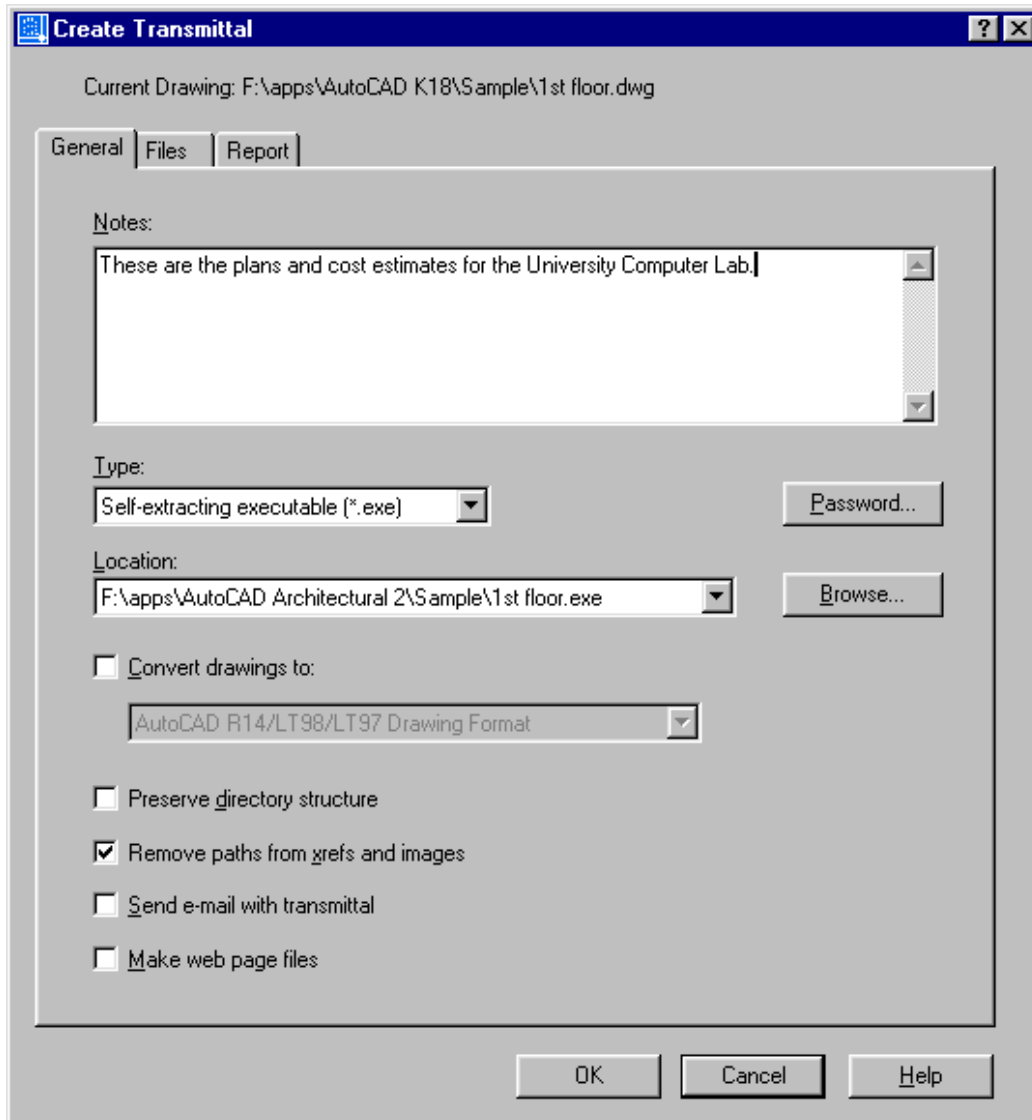 Create Transmittal
Current Drawing: F:\apps\AutoCAD K18\Sample\1st floor.dwg
General Files Report
Notes:
These are the plans and cost estimates for the University Computer Lab.
Type:
Self-extracting executable (*.exe)
Password...
Location:
F:\apps\AutoCAD Architectural 2\Sample\1st floor.exe
Browse...
Convert drawings to:
AutoCAD R14/LT98/LT97 Drawing Format
Preserve directory structure
Remove paths from xrefs and images
Send e-mail with transmittal
Make web page files
OK Cancel Help